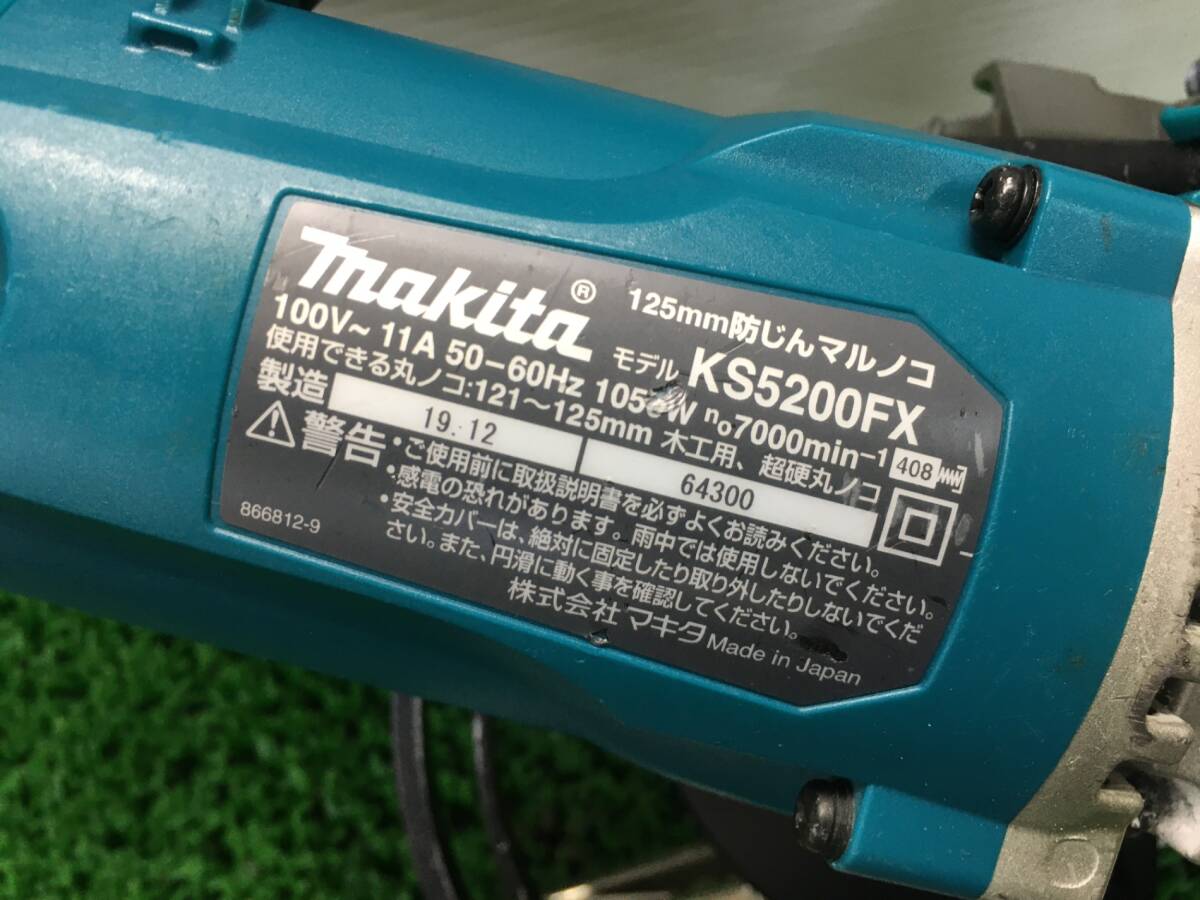 makita®
125mm防じんマルノコ
モデル KS5200FX
100V~ 11A 50-60Hz no7000min-1
使用できる丸ノコ:121~125mm 木工用、超硬丸ノコ
408
製造 19.12 64300
警告
・ご使用前に取扱説明書を必ずよくお読みください。
・感電の恐れがあります。雨中では使用しないでください。
・安全カバーは、絶対に固定したり取り外したりしないでくだ
さい。また、円滑に動く事を確認してください。
866812-9
株式会社 マキタ Made in Japan